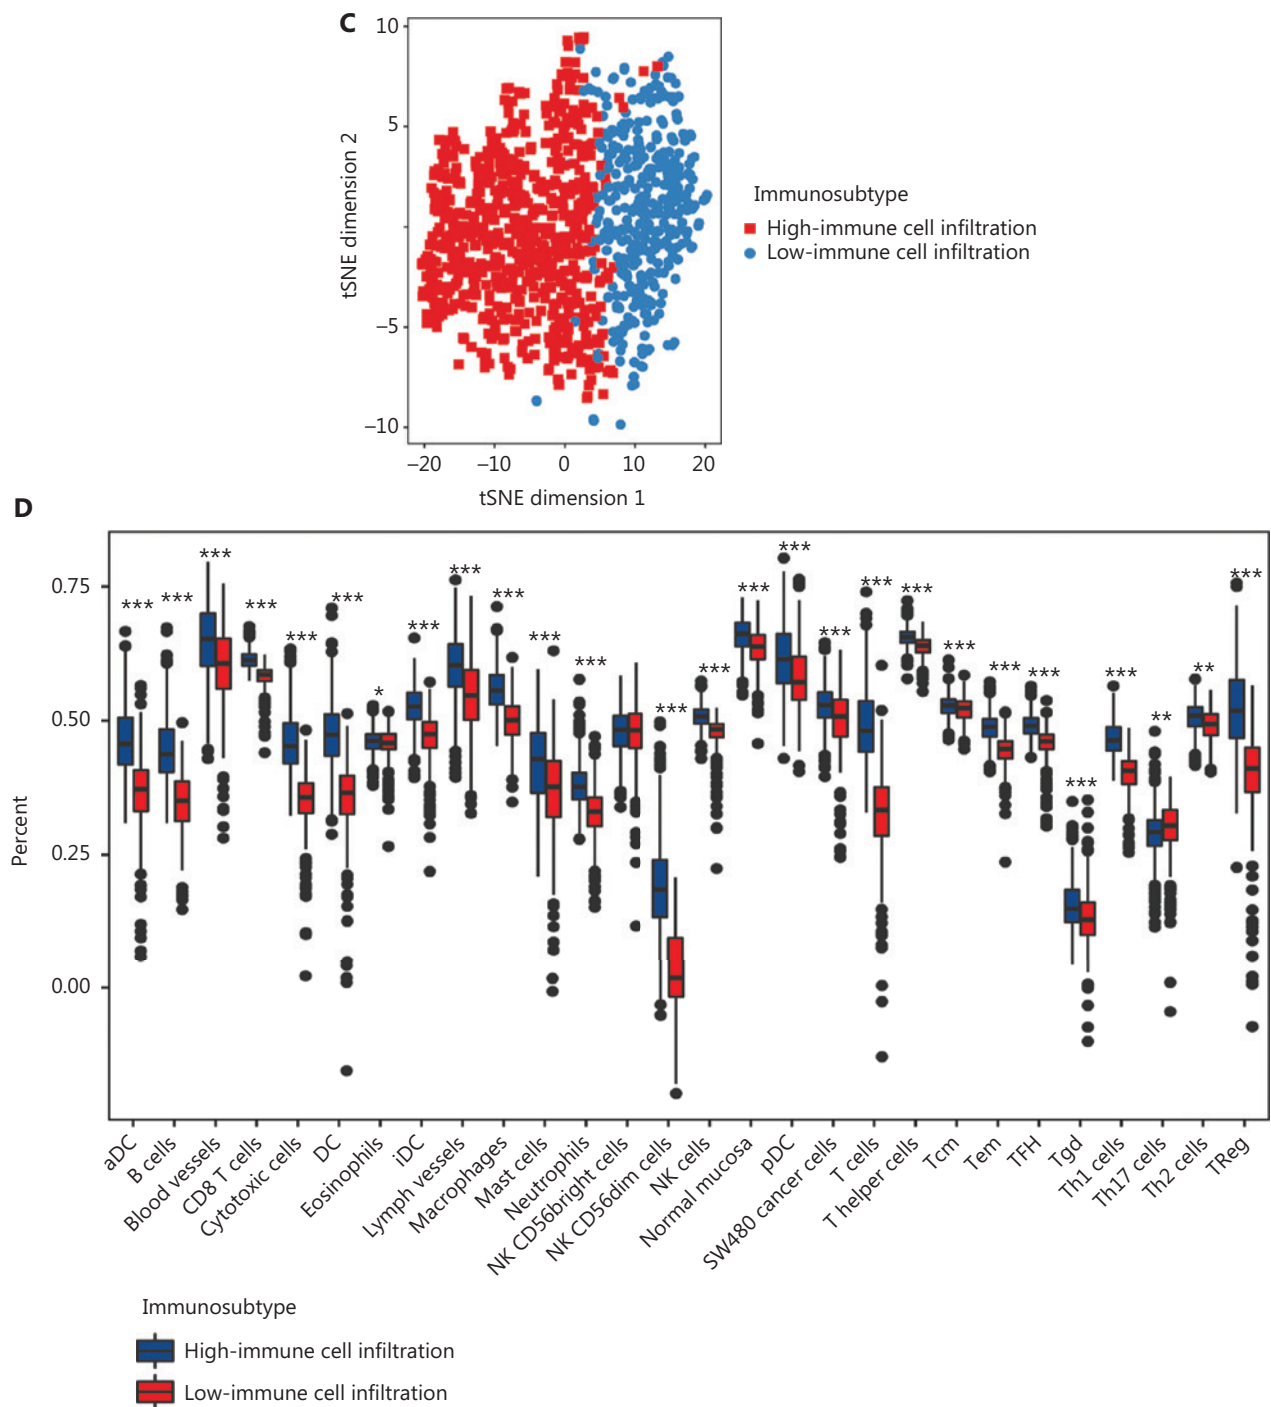 C
10
5
−5
−10
tSNE dimension 2
−20 −10 0 10 20
tSNE dimension 1
Immunosubtype
High-immune cell infiltration
Low-immune cell infiltration
D
Percent
0.75
0.50
0.25
0.00
*** *** *** *** *** *** * *** *** *** *** *** *** *** *** *** *** *** *** *** *** *** *** *** ** ** ***
aDC
B cells
Blood vessels
CD8 T cells
Cytotoxic cells
DC
Eosinophils
iDC
Lymph vessels
Macrophages
Mast cells
Neutrophils
NK CD56bright cells
NK CD56dim cells
NK cells
Normal mucosa
pDC
SW480 cancer cells
T cells
T helper cells
Tcm
Tem
TFH
Tgd
Th1 cells
Th17 cells
Th2 cells
TReg
Immunosubtype
High-immune cell infiltration
Low-immune cell infiltration